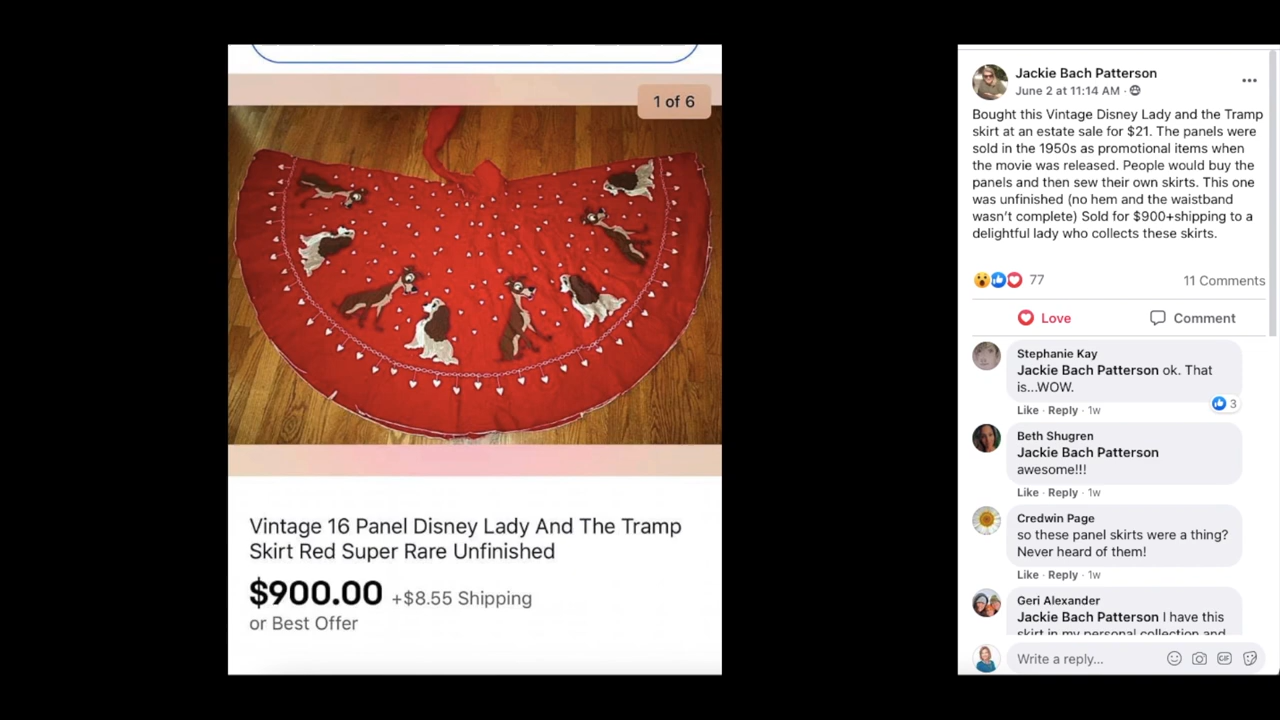 1 of 6
Vintage 16 Panel Disney Lady And The Tramp
Skirt Red Super Rare Unfinished
$900.00 +$8.55 Shipping
or Best Offer
Jackie Bach Patterson
June 2 at 11:14 AM ·
Bought this Vintage Disney Lady and the Tramp
skirt at an estate sale for $21. The panels were
sold in the 1950s as promotional items when
the movie was released. People would buy the
panels and then sew their own skirts. This one
was unfinished (no hem and the waistband
wasn't complete) Sold for $900+shipping to a
delightful lady who collects these skirts.
77 11 Comments
Love Comment
Stephanie Kay
Jackie Bach Patterson ok. That
is...WOW.
Like · Reply · 1w 3
Beth Shugren
Jackie Bach Patterson
awesome!!!
Like · Reply · 1w
Credwin Page
so these panel skirts were a thing?
Never heard of them!
Like · Reply · 1w
Geri Alexander
Jackie Bach Patterson I have this
skirt in my personal collection and
Write a reply...
GIF